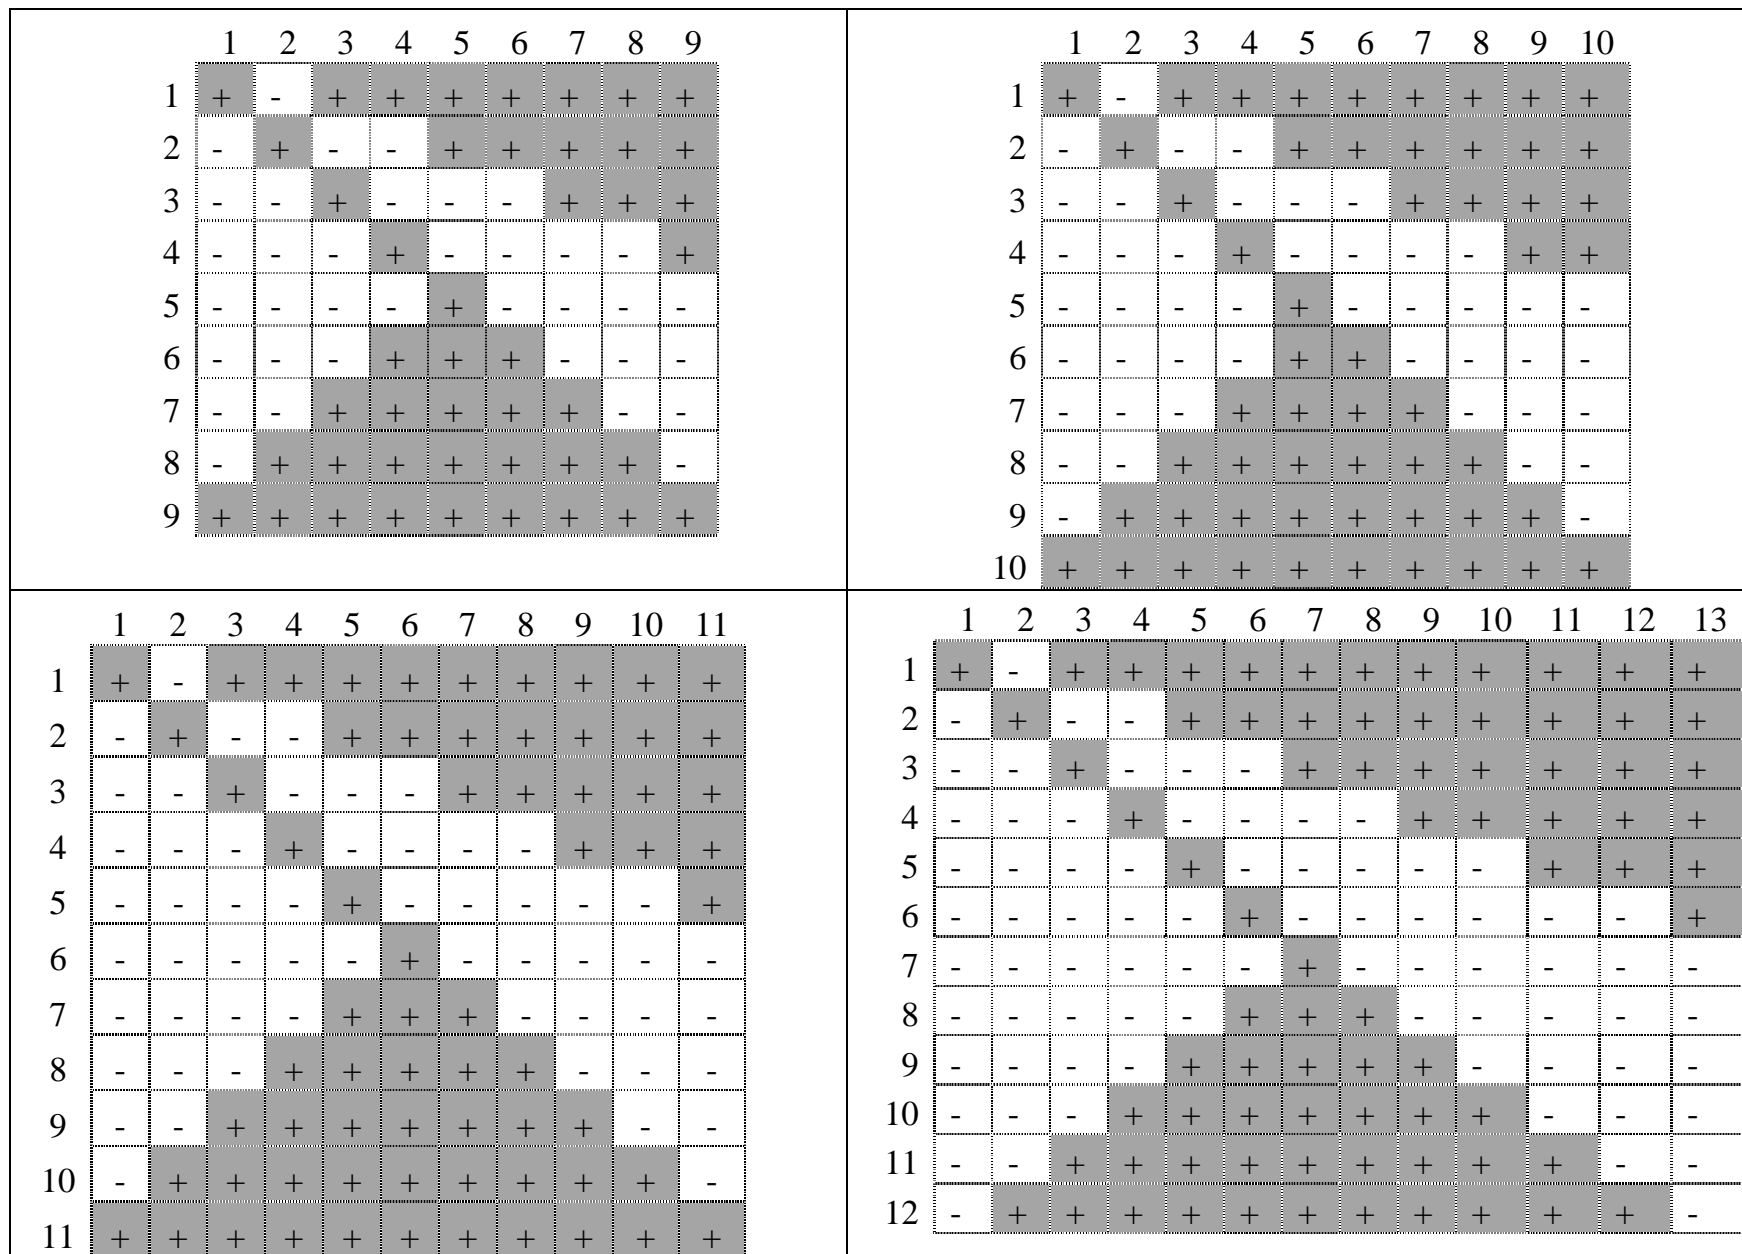 1 2 3 4 5 6 7 8 9
1 + - + + + + + + +
2 - + - - + + + + +
3 - - + - - - + + +
4 - - - + - - - - +
5 - - - - + - - - -
6 - - - + + + - - -
7 - - + + + + + - -
8 - + + + + + + + -
9 + + + + + + + + +
1 2 3 4 5 6 7 8 9 10
1 + - + + + + + + + +
2 - + - - + + + + + +
3 - - + - - - + + + +
4 - - - + - - - - + +
5 - - - - + - - - - -
6 - - - - + + - - - -
7 - - - + + + + - - -
8 - - + + + + + + - -
9 - + + + + + + + + -
10 + + + + + + + + + +
1 2 3 4 5 6 7 8 9 10 11
1 + - + + + + + + + + +
2 - + - - + + + + + + +
3 - - + - - - + + + + +
4 - - - + - - - - + + +
5 - - - - + - - - - - +
6 - - - - - + - - - - -
7 - - - - + + + - - - -
8 - - - + + + + + - - -
9 - - + + + + + + + - -
10 - + + + + + + + + + -
11 + + + + + + + + + + +
1 2 3 4 5 6 7 8 9 10 11 12 13
1 + - + + + + + + + + + + +
2 - + - - + + + + + + + + +
3 - - + - - - + + + + + + +
4 - - - + - - - - + + + + +
5 - - - - + - - - - - + + +
6 - - - - - + - - - - - - +
7 - - - - - - + - - - - - -
8 - - - - - + + + - - - - -
9 - - - - + + + + + - - - -
10 - - - + + + + + + + - - -
11 - - + + + + + + + + + - -
12 - + + + + + + + + + + + -